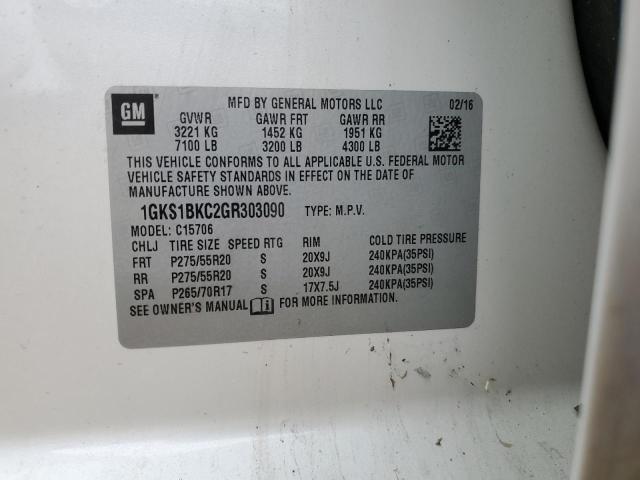 GM
MFD BY GENERAL MOTORS LLC 02/16
GVWR GAWR FRT GAWR RR
3221 KG 1452 KG 1951 KG
7100 LB 3200 LB 4300 LB
THIS VEHICLE CONFORMS TO ALL APPLICABLE U.S. FEDERAL MOTOR
VEHICLE SAFETY STANDARDS IN EFFECT ON THE DATE OF
MANUFACTURE SHOWN ABOVE.
1GKS1BKC2GR303090 TYPE: M.P.V.
MODEL: C15706
CHLJ TIRE SIZE SPEED RTG RIM COLD TIRE PRESSURE
FRT P275/55R20 S 20X9J 240KPA(35PSI)
RR P275/55R20 S 20X9J 240KPA(35PSI)
SPA P265/70R17 S 17X7.5J 240KPA(35PSI)
SEE OWNER'S MANUAL FOR MORE INFORMATION.